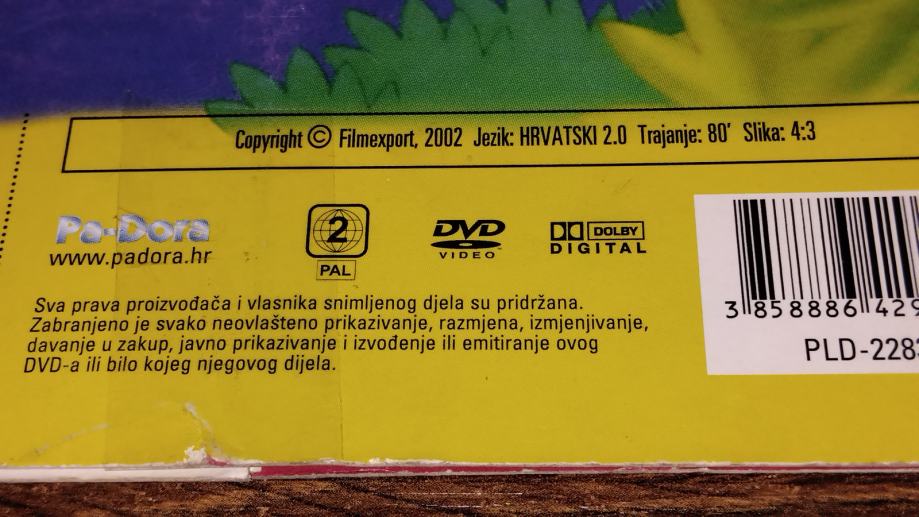 Copyright © Filmexport, 2002 Jezik: HRVATSKI 2.0 Trajanje: 80' Slika: 4:3
Pa-Dora
www.padora.hr
2
PAL
DVD
VIDEO
DOLBY
DIGITAL
Sva prava proizvođača i vlasnika snimljenog djela su pridržana.
Zabranjeno je svako neovlašteno prikazivanje, razmjena, izmjenjivanje,
davanje u zakup, javno prikazivanje i izvođenje ili emitiranje ovog
DVD-a ili bilo kojeg njegovog dijela.
3 858886 429
PLD-228